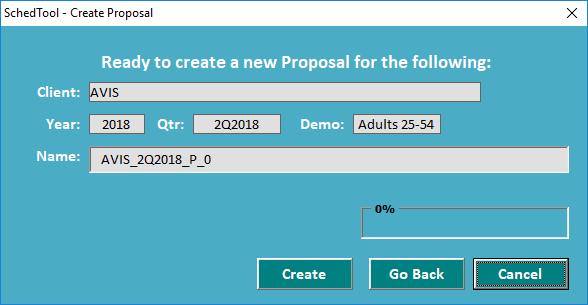 SchedTool - Create Proposal
Ready to create a new Proposal for the following:
Client: AVIS
Year: 2018 Qtr: 2Q2018 Demo: Adults 25-54
Name: AVIS_2Q2018_P_0
0%
Create Go Back Cancel